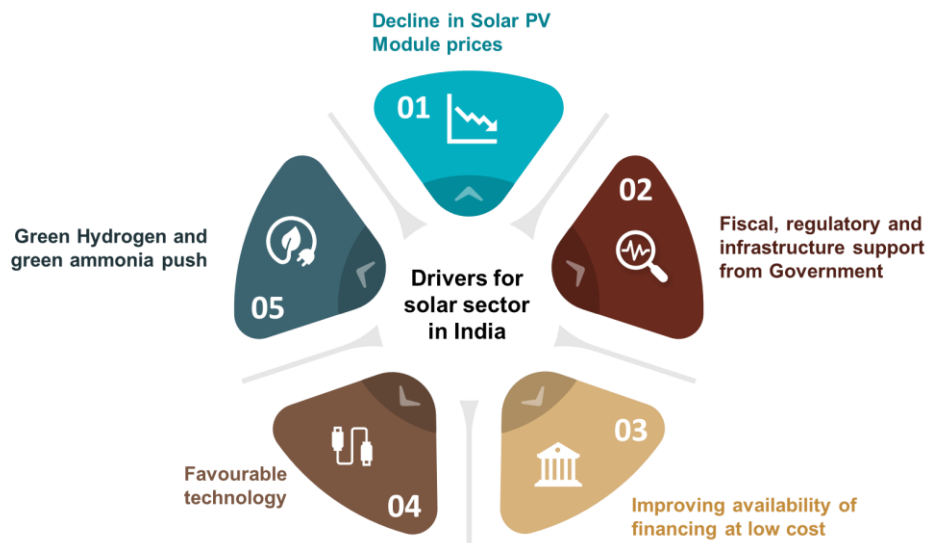 Decline in Solar PV
Module prices
01
02
Fiscal, regulatory and
infrastructure support
from Government
Green Hydrogen and
green ammonia push
05
Drivers for
solar sector
in India
03
Improving availability of
financing at low cost
Favourable
technology
04